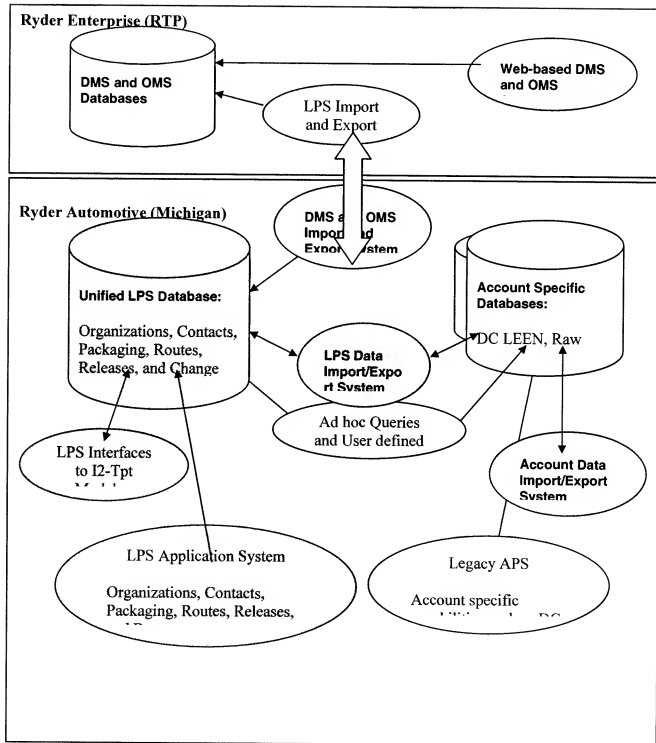 Ryder Enterprise (RTP)
DMS and OMS
Databases
Web-based DMS
and OMS
LPS Import
and Export
Ryder Automotive (Michigan)
DMS and OMS
Import and
Export System
Unified LPS Database:
Organizations, Contacts,
Packaging, Routes,
Releases, and Change
Account Specific
Databases:
DC LEEN, Raw
LPS Data
Import/Expo
rt System
Ad hoc Queries
and User defined
LPS Interfaces
to I2-Tpt
Account Data
Import/Export
System
LPS Application System
Organizations, Contacts,
Packaging, Routes, Releases,
Legacy APS
Account specific